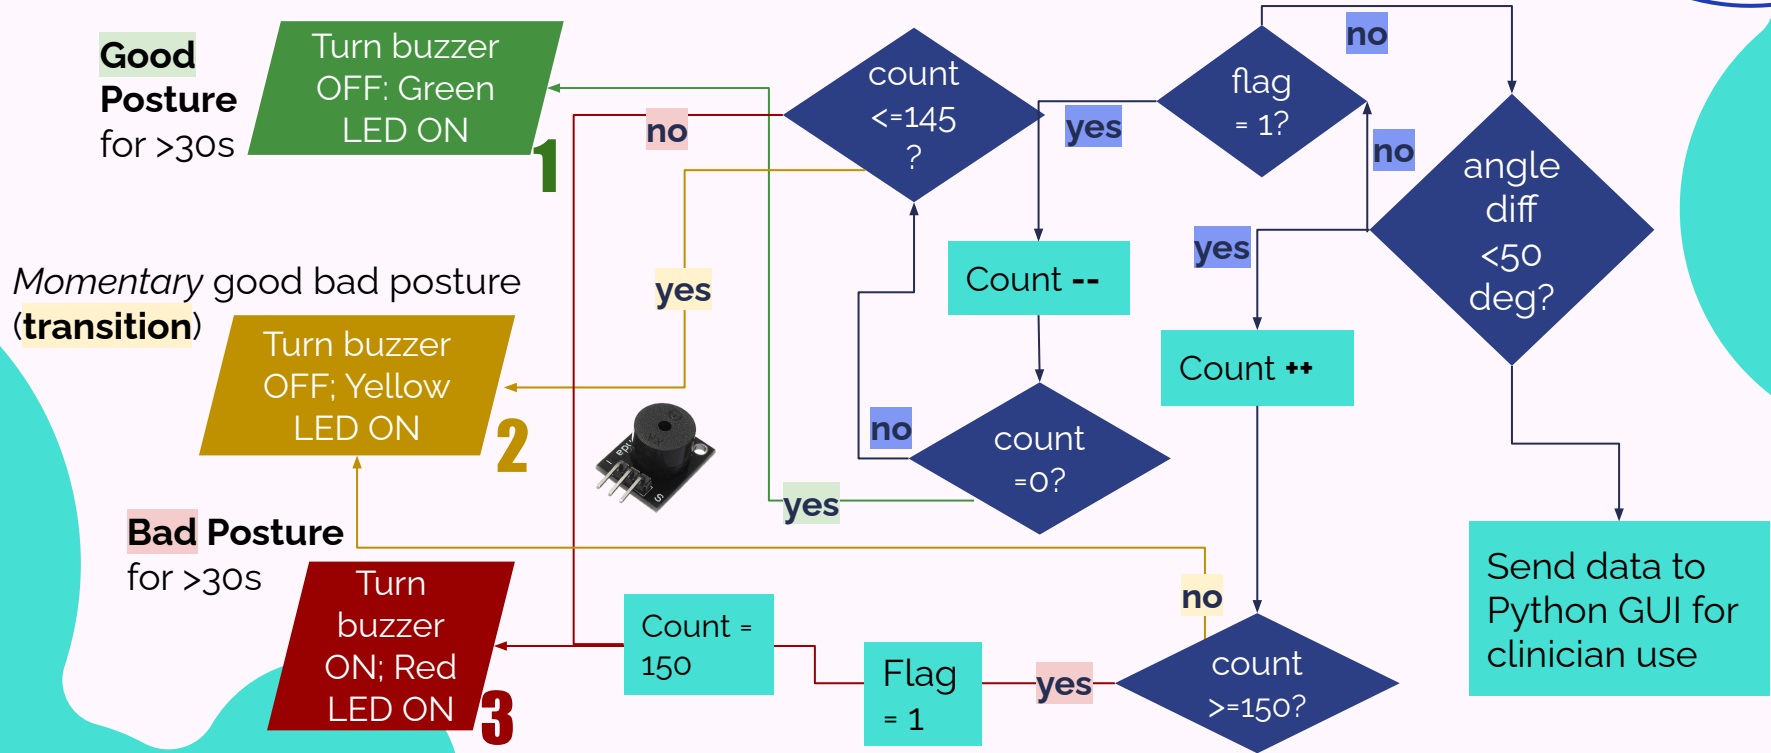 Good
Posture
for >30s
Turn buzzer
OFF: Green
LED ON
1
no
count
<=145
?
yes
flag
= 1?
no
no
angle
diff
<50
deg?
yes
Count --
Momentary good bad posture
(transition)
yes
Turn buzzer
OFF; Yellow
LED ON
2
Count ++
no
count
=0?
yes
Bad Posture
for >30s
Turn
buzzer
ON; Red
LED ON
3
Count =
150
Flag
= 1
yes
no
count
>=150?
Send data to
Python GUI for
clinician use
S